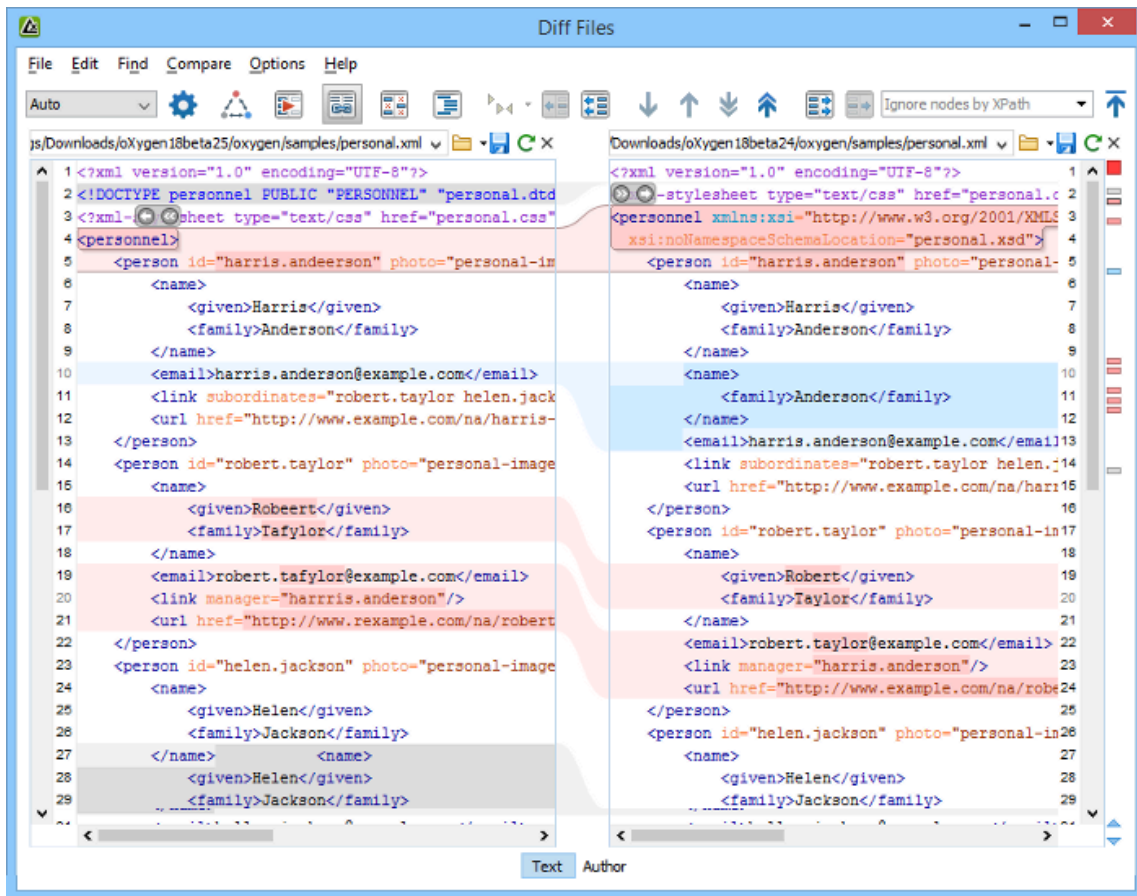 Diff Files
File Edit Find Compare Options Help
Auto
Ignore nodes by XPath
gs/Downloads/oXygen18beta25/oxygen/samples/personal.xml
1 <?xml version="1.0" encoding="UTF-8"?>
2 <!DOCTYPE personnel PUBLIC "PERSONNEL" "personal.dtd
3 <?xml- sheet type="text/css" href="personal.css"
4 <personnel>
5 <person id="harris.andeerson" photo="personal-im
6 <name>
7 <given>Harris</given>
8 <family>Anderson</family>
9 </name>
10 <email>harris.anderson@example.com</email>
11 <link subordinates="robert.taylor helen.jack
12 <url href="http://www.example.com/na/harris-
13 </person>
14 <person id="robert.taylor" photo="personal-image
15 <name>
16 <given>Robeert</given>
17 <family>Tafylor</family>
18 </name>
19 <email>robert.tafylor@example.com</email>
20 <link manager="harrris.anderson"/>
21 <url href="http://www.rexample.com/na/robert
22 </person>
23 <person id="helen.jackson" photo="personal-image
24 <name>
25 <given>Helen</given>
26 <family>Jackson</family>
27 </name> <name>
28 <given>Helen</given>
29 <family>Jackson</family>
/Downloads/oXygen18beta24/oxygen/samples/personal.xml
<?xml version="1.0" encoding="UTF-8"?> 1
-stylesheet type="text/css" href="personal.c 2
<personnel xmlns:xsi="http://www.w3.org/2001/XMLS 3
xsi:noNamespaceSchemaLocation="personal.xsd"> 4
<person id="harris.anderson" photo="personal- 5
<name> 6
<given>Harris</given> 7
<family>Anderson</family> 8
</name> 9
<name> 10
<family>Anderson</family> 11
</name> 12
<email>harris.anderson@example.com</email 13
<link subordinates="robert.taylor helen.j 14
<url href="http://www.example.com/na/harr 15
</person> 16
<person id="robert.taylor" photo="personal-im 17
<name> 18
<given>Robert</given> 19
<family>Taylor</family> 20
</name> 21
<email>robert.taylor@example.com</email> 22
<link manager="harris.anderson"/> 23
<url href="http://www.example.com/na/robe 24
</person> 25
<person id="helen.jackson" photo="personal-im 26
<name> 27
<given>Helen</given> 28
<family>Jackson</family> 29
Text Author